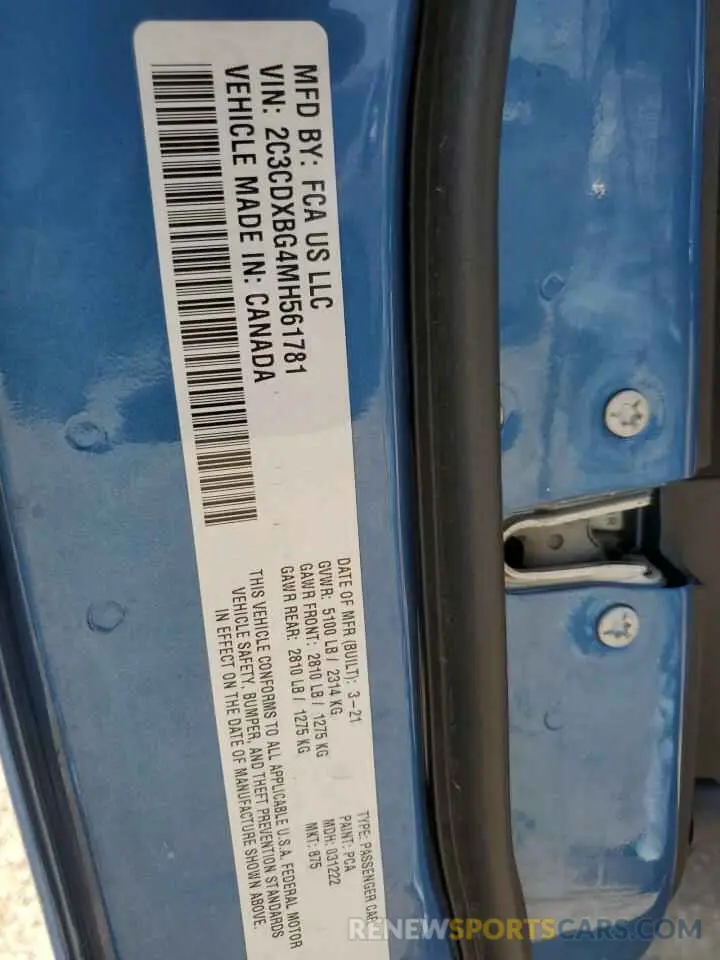 MFD BY: FCA US LLC
VIN: 2C3CDXBG4MH561781
VEHICLE MADE IN: CANADA
DATE OF MFR (BUILT): 3-21
GVWR: 5100 LB / 2314 KG
GAWR FRONT: 2810 LB / 1275 KG
GAWR REAR: 2810 LB / 1275 KG
THIS VEHICLE CONFORMS TO ALL APPLICABLE U.S.A. FEDERAL MOTOR
VEHICLE SAFETY, BUMPER, AND THEFT PREVENTION STANDARDS
IN EFFECT ON THE DATE OF MANUFACTURE SHOWN ABOVE.
TYPE: PASSENGER CAR
PAINT: PQA
MDH: 031222
MKT: 875
RENEWSPORTSCARS.COM